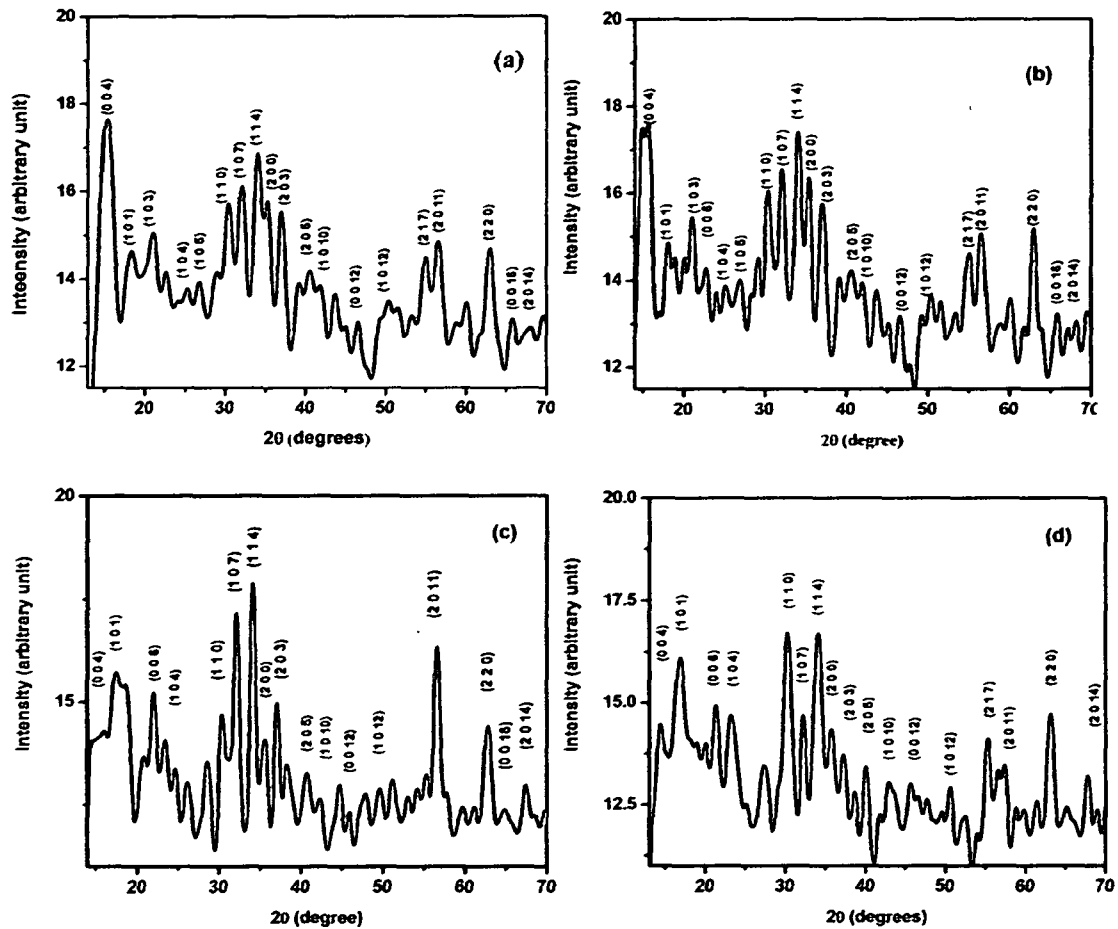 20
18
16
14
12
Inteensity (arbitrary unit)
(a)
(0 0 4)
(1 0 1)
(1 0 3)
(1 0 4)
(1 0 6)
(1 1 0)
(1 0 7)
(1 1 4)
(2 0 0)
(2 0 3)
(2 0 6)
(1 0 10)
(0 0 12)
(1 0 12)
(2 1 7)
(2 0 11)
(2 2 0)
(0 0 16)
(2 0 14)
20 30 40 50 60 70
2θ (degrees)
20
18
16
14
12
Intensity (arbitrary unit)
(b)
(0 0 4)
(1 0 1)
(1 0 3)
(0 0 6)
(1 0 4)
(1 0 6)
(1 1 0)
(1 0 7)
(1 1 4)
(2 0 0)
(2 0 3)
(2 0 5)
(1 0 10)
(0 0 12)
(1 0 12)
(2 1 7)
(2 0 11)
(2 2 0)
(0 0 16)
(2 0 14)
20 30 40 50 60 70
2θ (degree)
20
15
Intensity (arbitrary unit)
(c)
(0 0 4)
(1 0 1)
(0 0 6)
(1 0 4)
(1 1 0)
(1 0 7)
(1 1 4)
(2 0 0)
(2 0 3)
(2 0 5)
(1 0 10)
(0 0 12)
(1 0 12)
(2 0 11)
(2 2 0)
(0 0 16)
(2 0 14)
20 30 40 50 60 70
2θ (degree)
20.0
17.5
15.0
12.5
Intensity (arbitrary unit)
(d)
(0 0 4)
(1 0 1)
(0 0 6)
(1 0 4)
(1 1 0)
(1 0 7)
(1 1 4)
(2 0 0)
(2 0 3)
(2 0 5)
(1 0 10)
(0 0 12)
(1 0 12)
(2 1 7)
(2 0 11)
(2 2 0)
(2 0 14)
20 30 40 50 60 70
2θ (degrees)